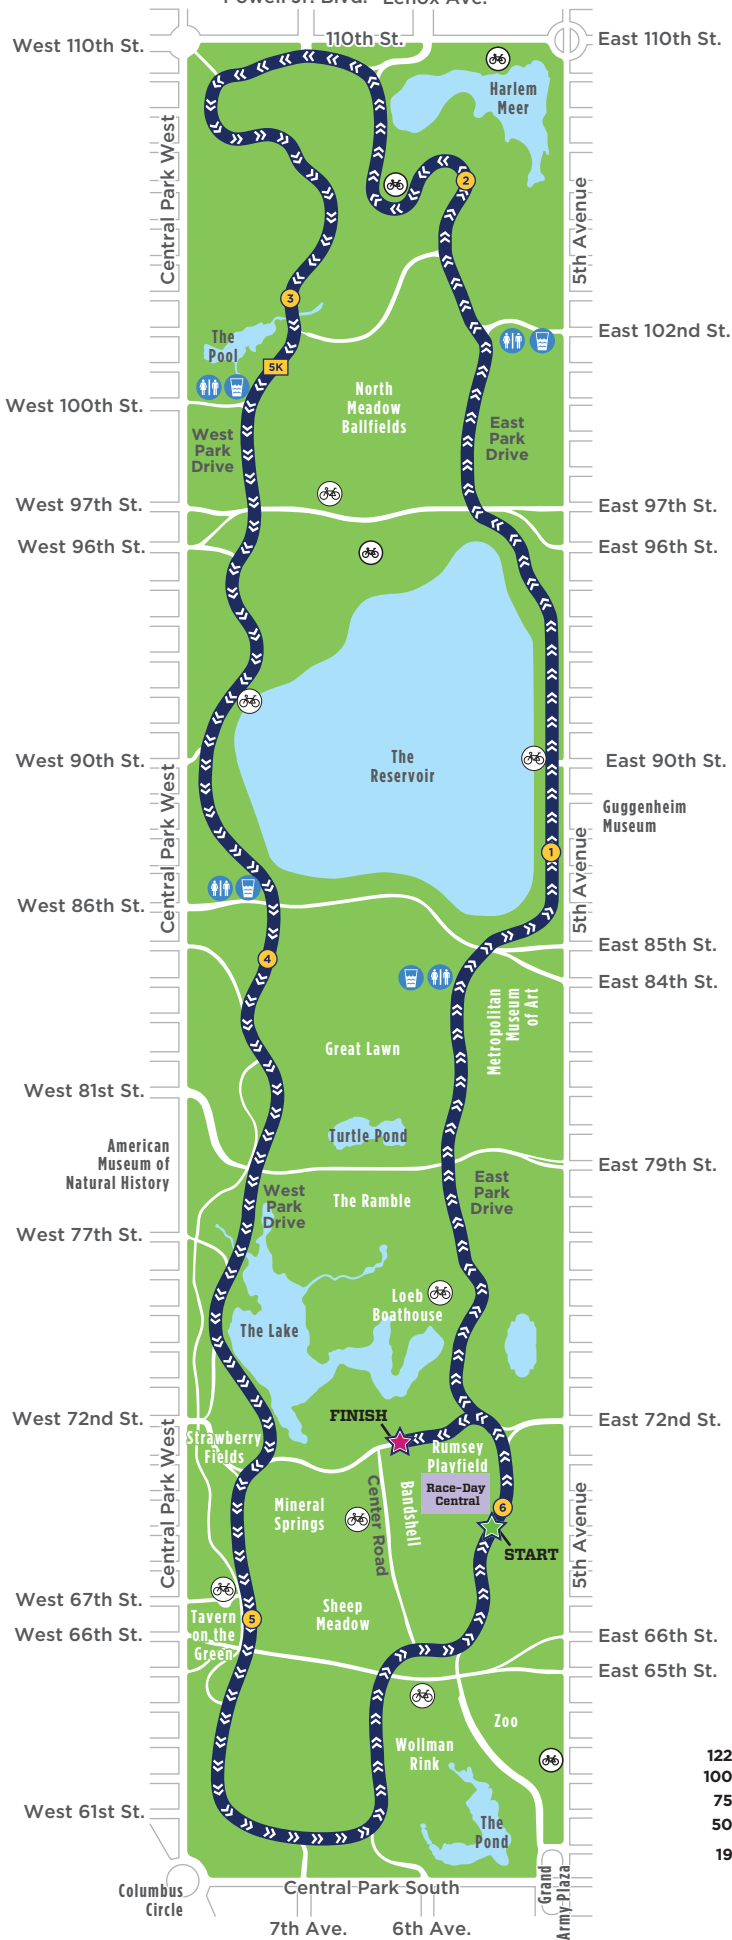 Powell Jr. Blvd. Lenox Ave.
West 110th St.
110th St.
East 110th St.
Harlem
Meer
Central Park West
5th Avenue
2
3
The
Pool
East 102nd St.
5K
West 100th St.
North
Meadow
Ballfields
West
Park
Drive
East
Park
Drive
West 97th St.
East 97th St.
West 96th St.
East 96th St.
West 90th St.
The
Reservoir
East 90th St.
Guggenheim
Museum
Central Park West
5th Avenue
1
West 86th St.
East 85th St.
4
East 84th St.
Metropolitan
Museum
of Art
Great Lawn
West 81st St.
Turtle Pond
American
Museum of
Natural History
East 79th St.
West
Park
Drive
The Ramble
East
Park
Drive
West 77th St.
Loeb
Boathouse
The Lake
FINISH
West 72nd St.
East 72nd St.
Strawberry
Fields
Rumsey
Playfield
Race-Day
Central
Central Park West
Center Road
Bandshell
5th Avenue
Mineral
Springs
6
START
West 67th St.
Tavern
on the
Green
5
Sheep
Meadow
West 66th St.
East 66th St.
East 65th St.
Zoo
Wollman
Rink
122
100
75
50
19
West 61st St.
The
Pond
Columbus
Circle
Central Park South
Grand
Army Plaza
7th Ave.
6th Ave.